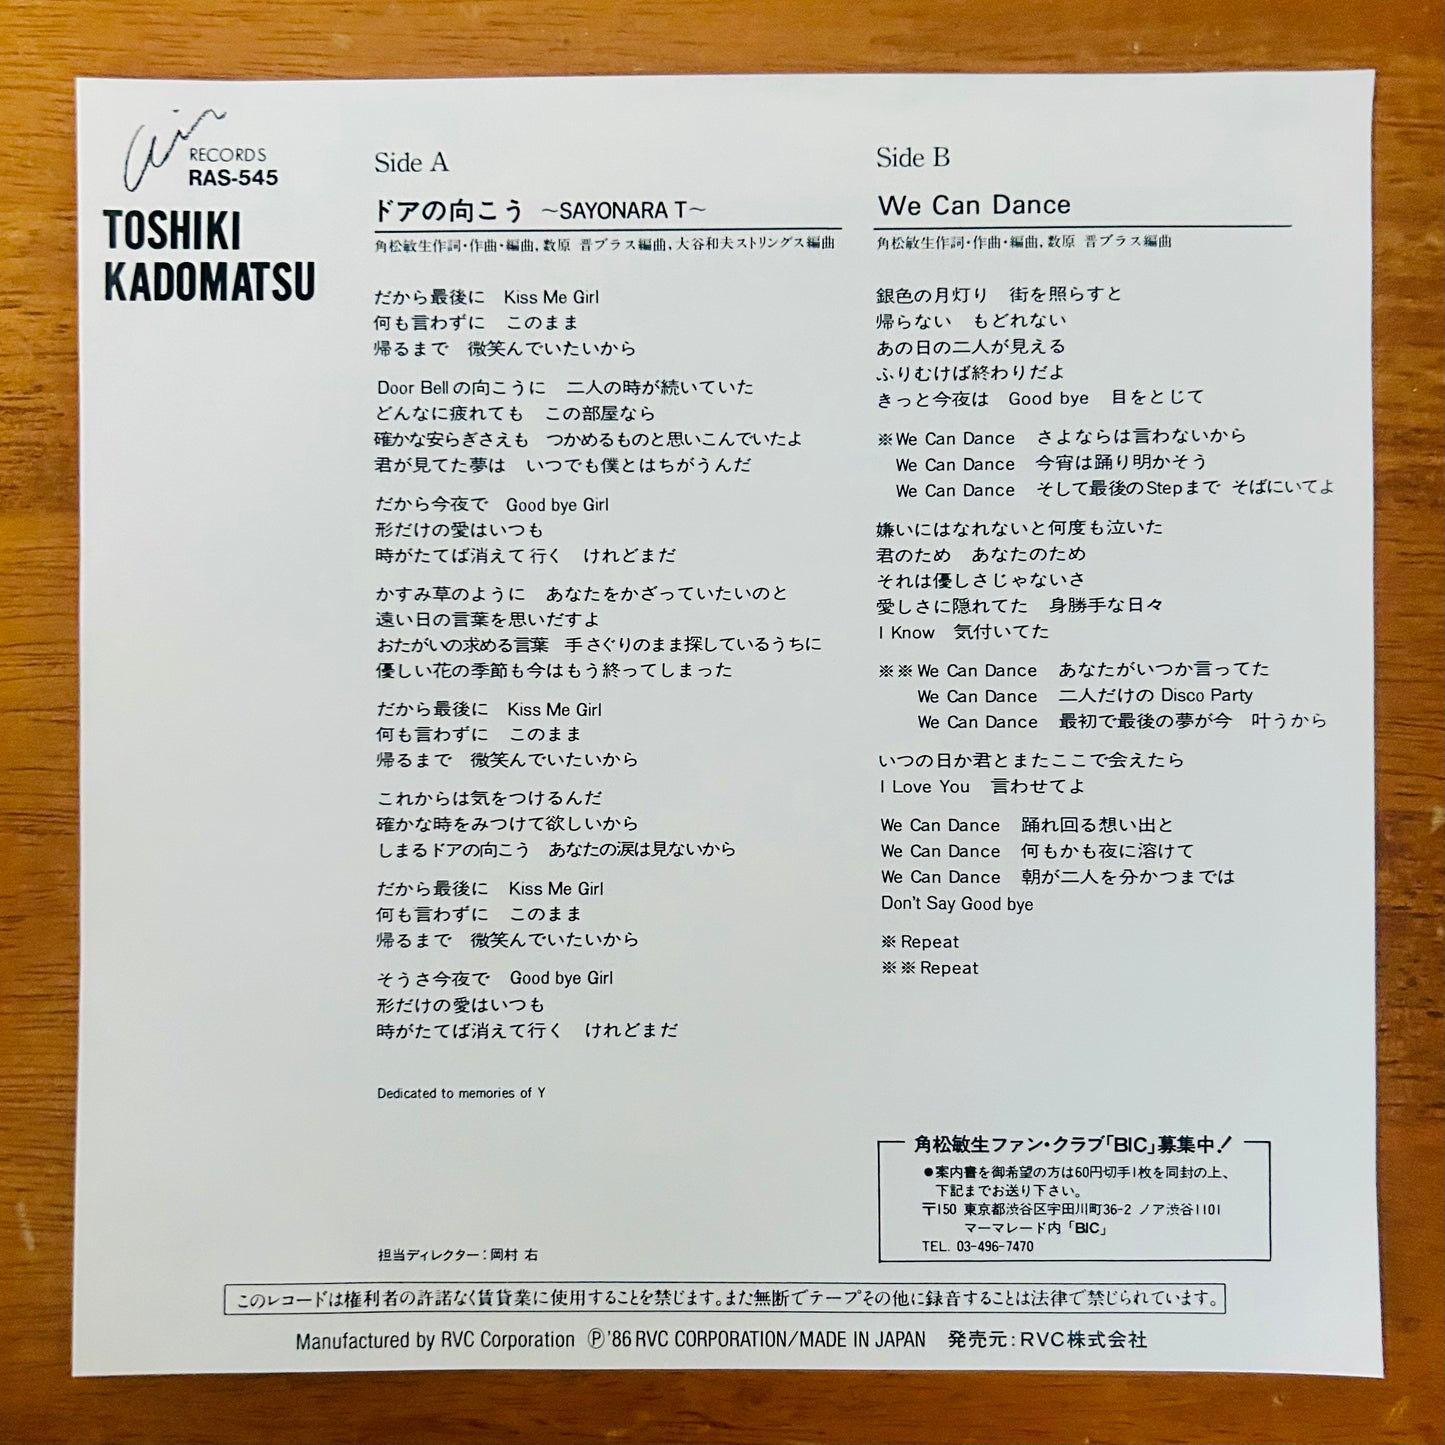 air
RECORDS
RAS-545
TOSHIKI
KADOMATSU
Side A
ドアの向こう ～SAYONARA T～
角松敏生作詞・作曲・編曲，数原 晋ブラス編曲，大谷和夫ストリングス編曲
だから最後に Kiss Me Girl
何も言わずに このまま
帰るまで 微笑んでいたいから
Door Bellの向こうに 二人の時が続いていた
どんなに疲れても この部屋なら
確かな安らぎさえも つかめるものと思いこんでいたよ
君が見てた夢は いつでも僕とはちがうんだ
だから今夜で Good bye Girl
形だけの愛はいつも
時がたてば消えて行く けれどまだ
かすみ草のように あなたをかざっていたいのと
遠い日の言葉を思いだすよ
おたがいの求める言葉 手さぐりのまま探しているうちに
優しい花の季節も今はもう終ってしまった
だから最後に Kiss Me Girl
何も言わずに このまま
帰るまで 微笑んでいたいから
これからは気をつけるんだ
確かな時をみつけて欲しいから
しまるドアの向こう あなたの涙は見ないから
だから最後に Kiss Me Girl
何も言わずに このまま
帰るまで 微笑んでいたいから
そうさ今夜で Good bye Girl
形だけの愛はいつも
時がたてば消えて行く けれどまだ
Dedicated to memories of Y
担当ディレクター：岡村 右
Side B
We Can Dance
角松敏生作詞・作曲・編曲，数原 晋ブラス編曲
銀色の月灯り 街を照らすと
帰らない もどれない
あの日の二人が見える
ふりむけば終わりだよ
きっと今夜は Good bye 目をとじて
※We Can Dance さよならは言わないから
We Can Dance 今宵は踊り明かそう
We Can Dance そして最後のStepまで そばにいてよ
嫌いにはなれないと何度も泣いた
君のため あなたのため
それは優しさじゃないさ
愛しさに隠れてた 身勝手な日々
I Know 気付いてた
※※We Can Dance あなたがいつか言ってた
We Can Dance 二人だけの Disco Party
We Can Dance 最初で最後の夢が今 叶うから
いつの日か君とまたここで会えたら
I Love You 言わせてよ
We Can Dance 踊れ回る想い出と
We Can Dance 何もかも夜に溶けて
We Can Dance 朝が二人を分かつまでは
Don't Say Good bye
※Repeat
※※Repeat
角松敏生ファン・クラブ「BIC」募集中！
●案内書を御希望の方は60円切手1枚を同封の上、
下記までお送り下さい。
〒150 東京都渋谷区宇田川町36-2 ノア渋谷1101
マーマレード内「BIC」
TEL. 03-496-7470
このレコードは権利者の許諾なく賃貸業に使用することを禁じます。また無断でテープその他に録音することは法律で禁じられています。
Manufactured by RVC Corporation Ⓟ'86 RVC CORPORATION/MADE IN JAPAN 発売元：RVC株式会社